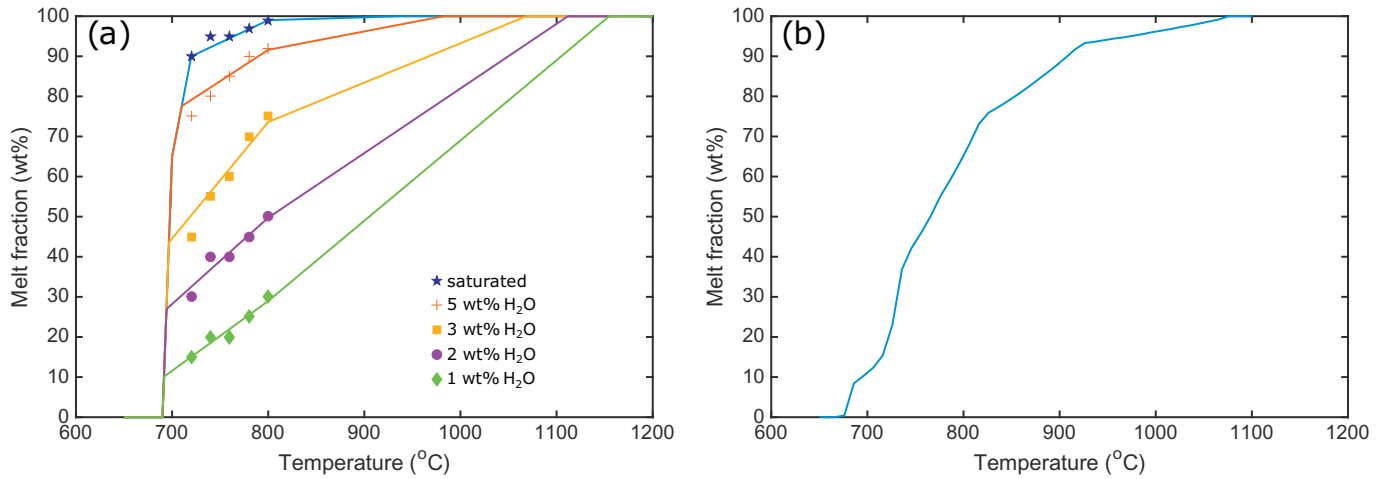 (a)
Melt fraction (wt%)
100
90
80
70
60
50
40
30
20
10
0
600 700 800 900 1000 1100 1200
Temperature (°C)
saturated
5 wt% H₂O
3 wt% H₂O
2 wt% H₂O
1 wt% H₂O
(b)
Melt fraction (wt%)
100
90
80
70
60
50
40
30
20
10
0
600 700 800 900 1000 1100 1200
Temperature (°C)